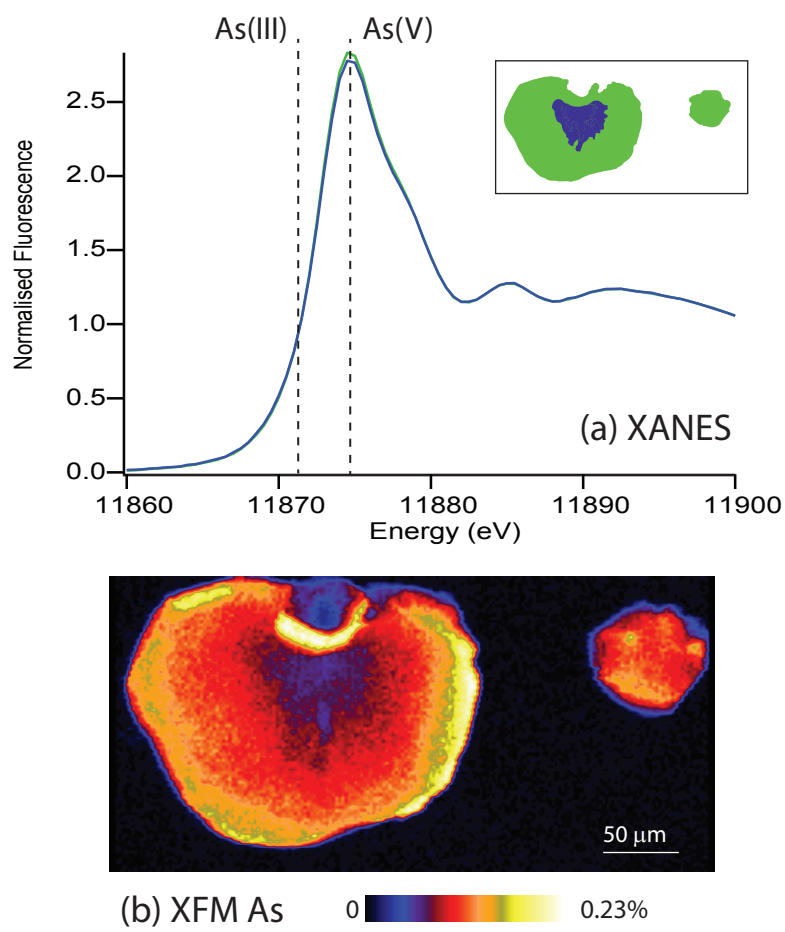 As(III) As(V)
Normalised Fluorescence
2.5
2.0
1.5
1.0
0.5
0.0
(a) XANES
11860 11870 11880 11890 11900
Energy (eV)
50 μm
(b) XFM As 0 0.23%